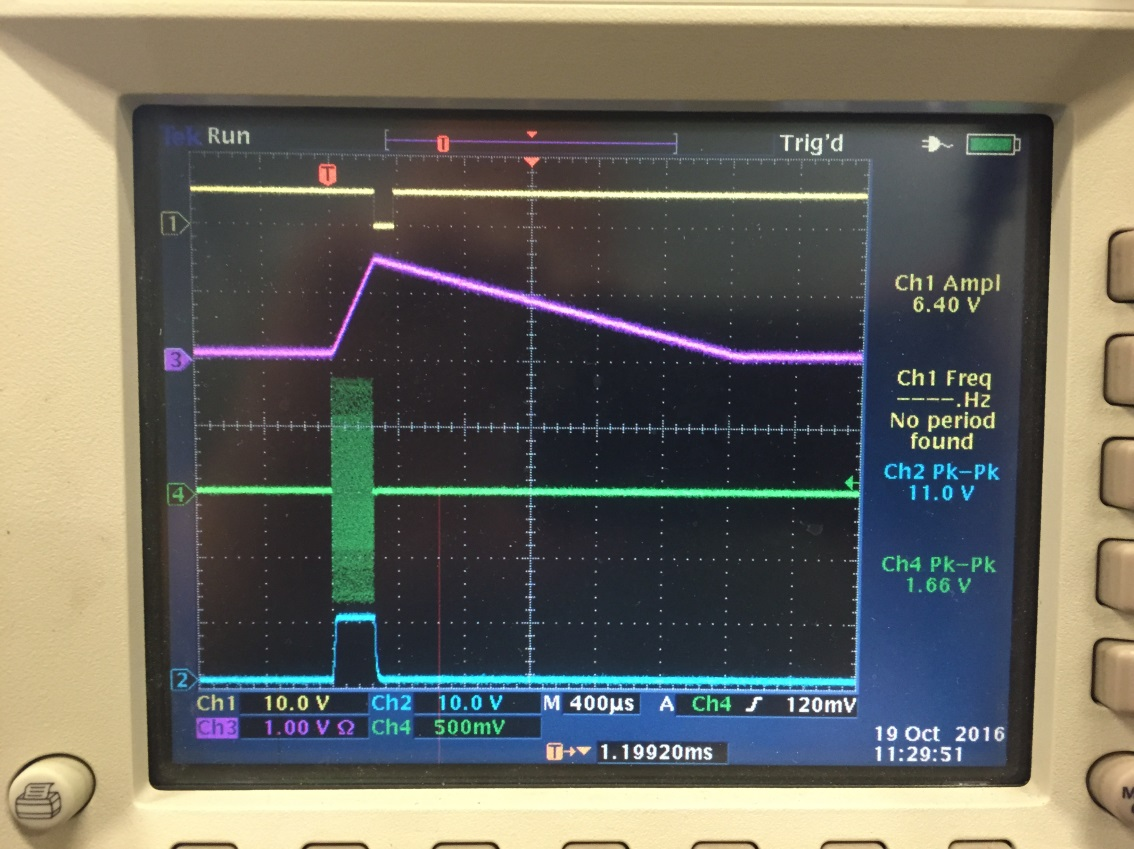 Tek Run Trig'd
T
T
1
Ch1 Ampl
6.40 V
3
Ch1 Freq
----.Hz
No period
found
Ch2 Pk-Pk
11.0 V
4
Ch4 Pk-Pk
1.66 V
2
Ch1 10.0 V Ch2 10.0 V M 400µs A Ch4 120mV
Ch3 1.00 V Ω Ch4 500mV
19 Oct 2016
T 1.19920ms
11:29:51